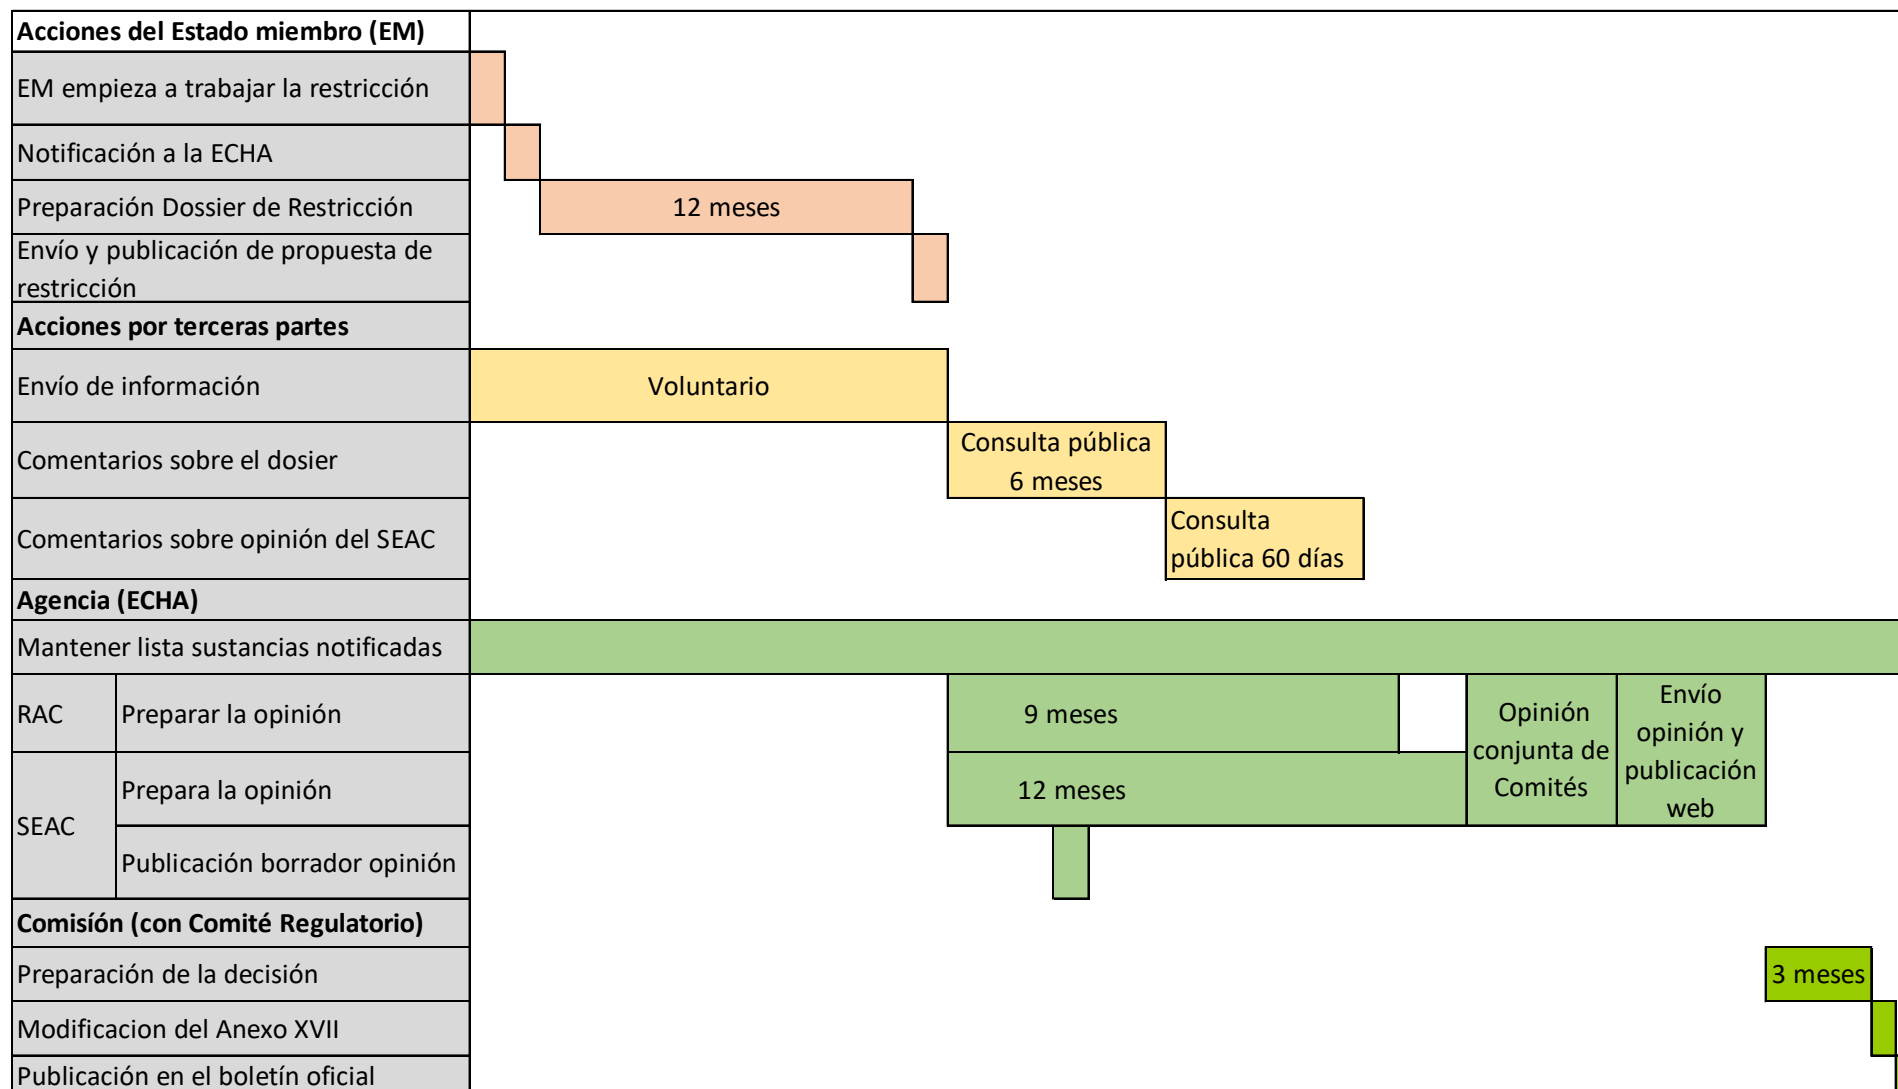 Acciones del Estado miembro (EM)
EM empieza a trabajar la restricción
Notificación a la ECHA
Preparación Dossier de Restricción
12 meses
Envío y publicación de propuesta de
restricción
Acciones por terceras partes
Envío de información
Voluntario
Comentarios sobre el dosier
Consulta pública
6 meses
Comentarios sobre opinión del SEAC
Consulta
pública 60 días
Agencia (ECHA)
Mantener lista sustancias notificadas
RAC
Preparar la opinión
9 meses
Opinión
conjunta de
Comités
Envío
opinión y
publicación
web
SEAC
Prepara la opinión
12 meses
Publicación borrador opinión
Comisíón (con Comité Regulatorio)
Preparación de la decisión
3 meses
Modificacion del Anexo XVII
Publicación en el boletín oficial